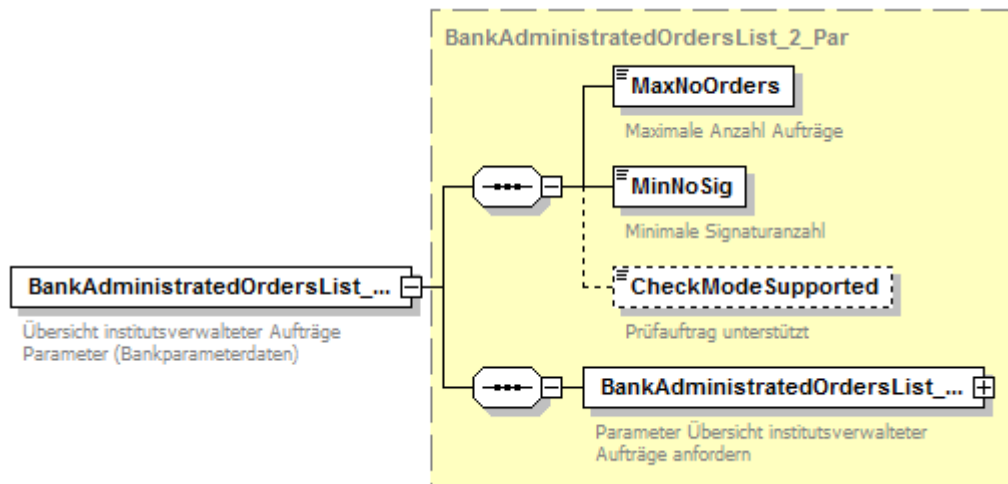 BankAdministratedOrdersList_2_Par
MaxNoOrders
Maximale Anzahl Aufträge
MinNoSig
Minimale Signaturanzahl
CheckModeSupported
Prüfauftrag unterstützt
BankAdministratedOrdersList_...
Übersicht institutsverwalteter Aufträge
Parameter (Bankparameterdaten)
BankAdministratedOrdersList_...
Parameter Übersicht institutsverwalteter
Aufträge anfordern